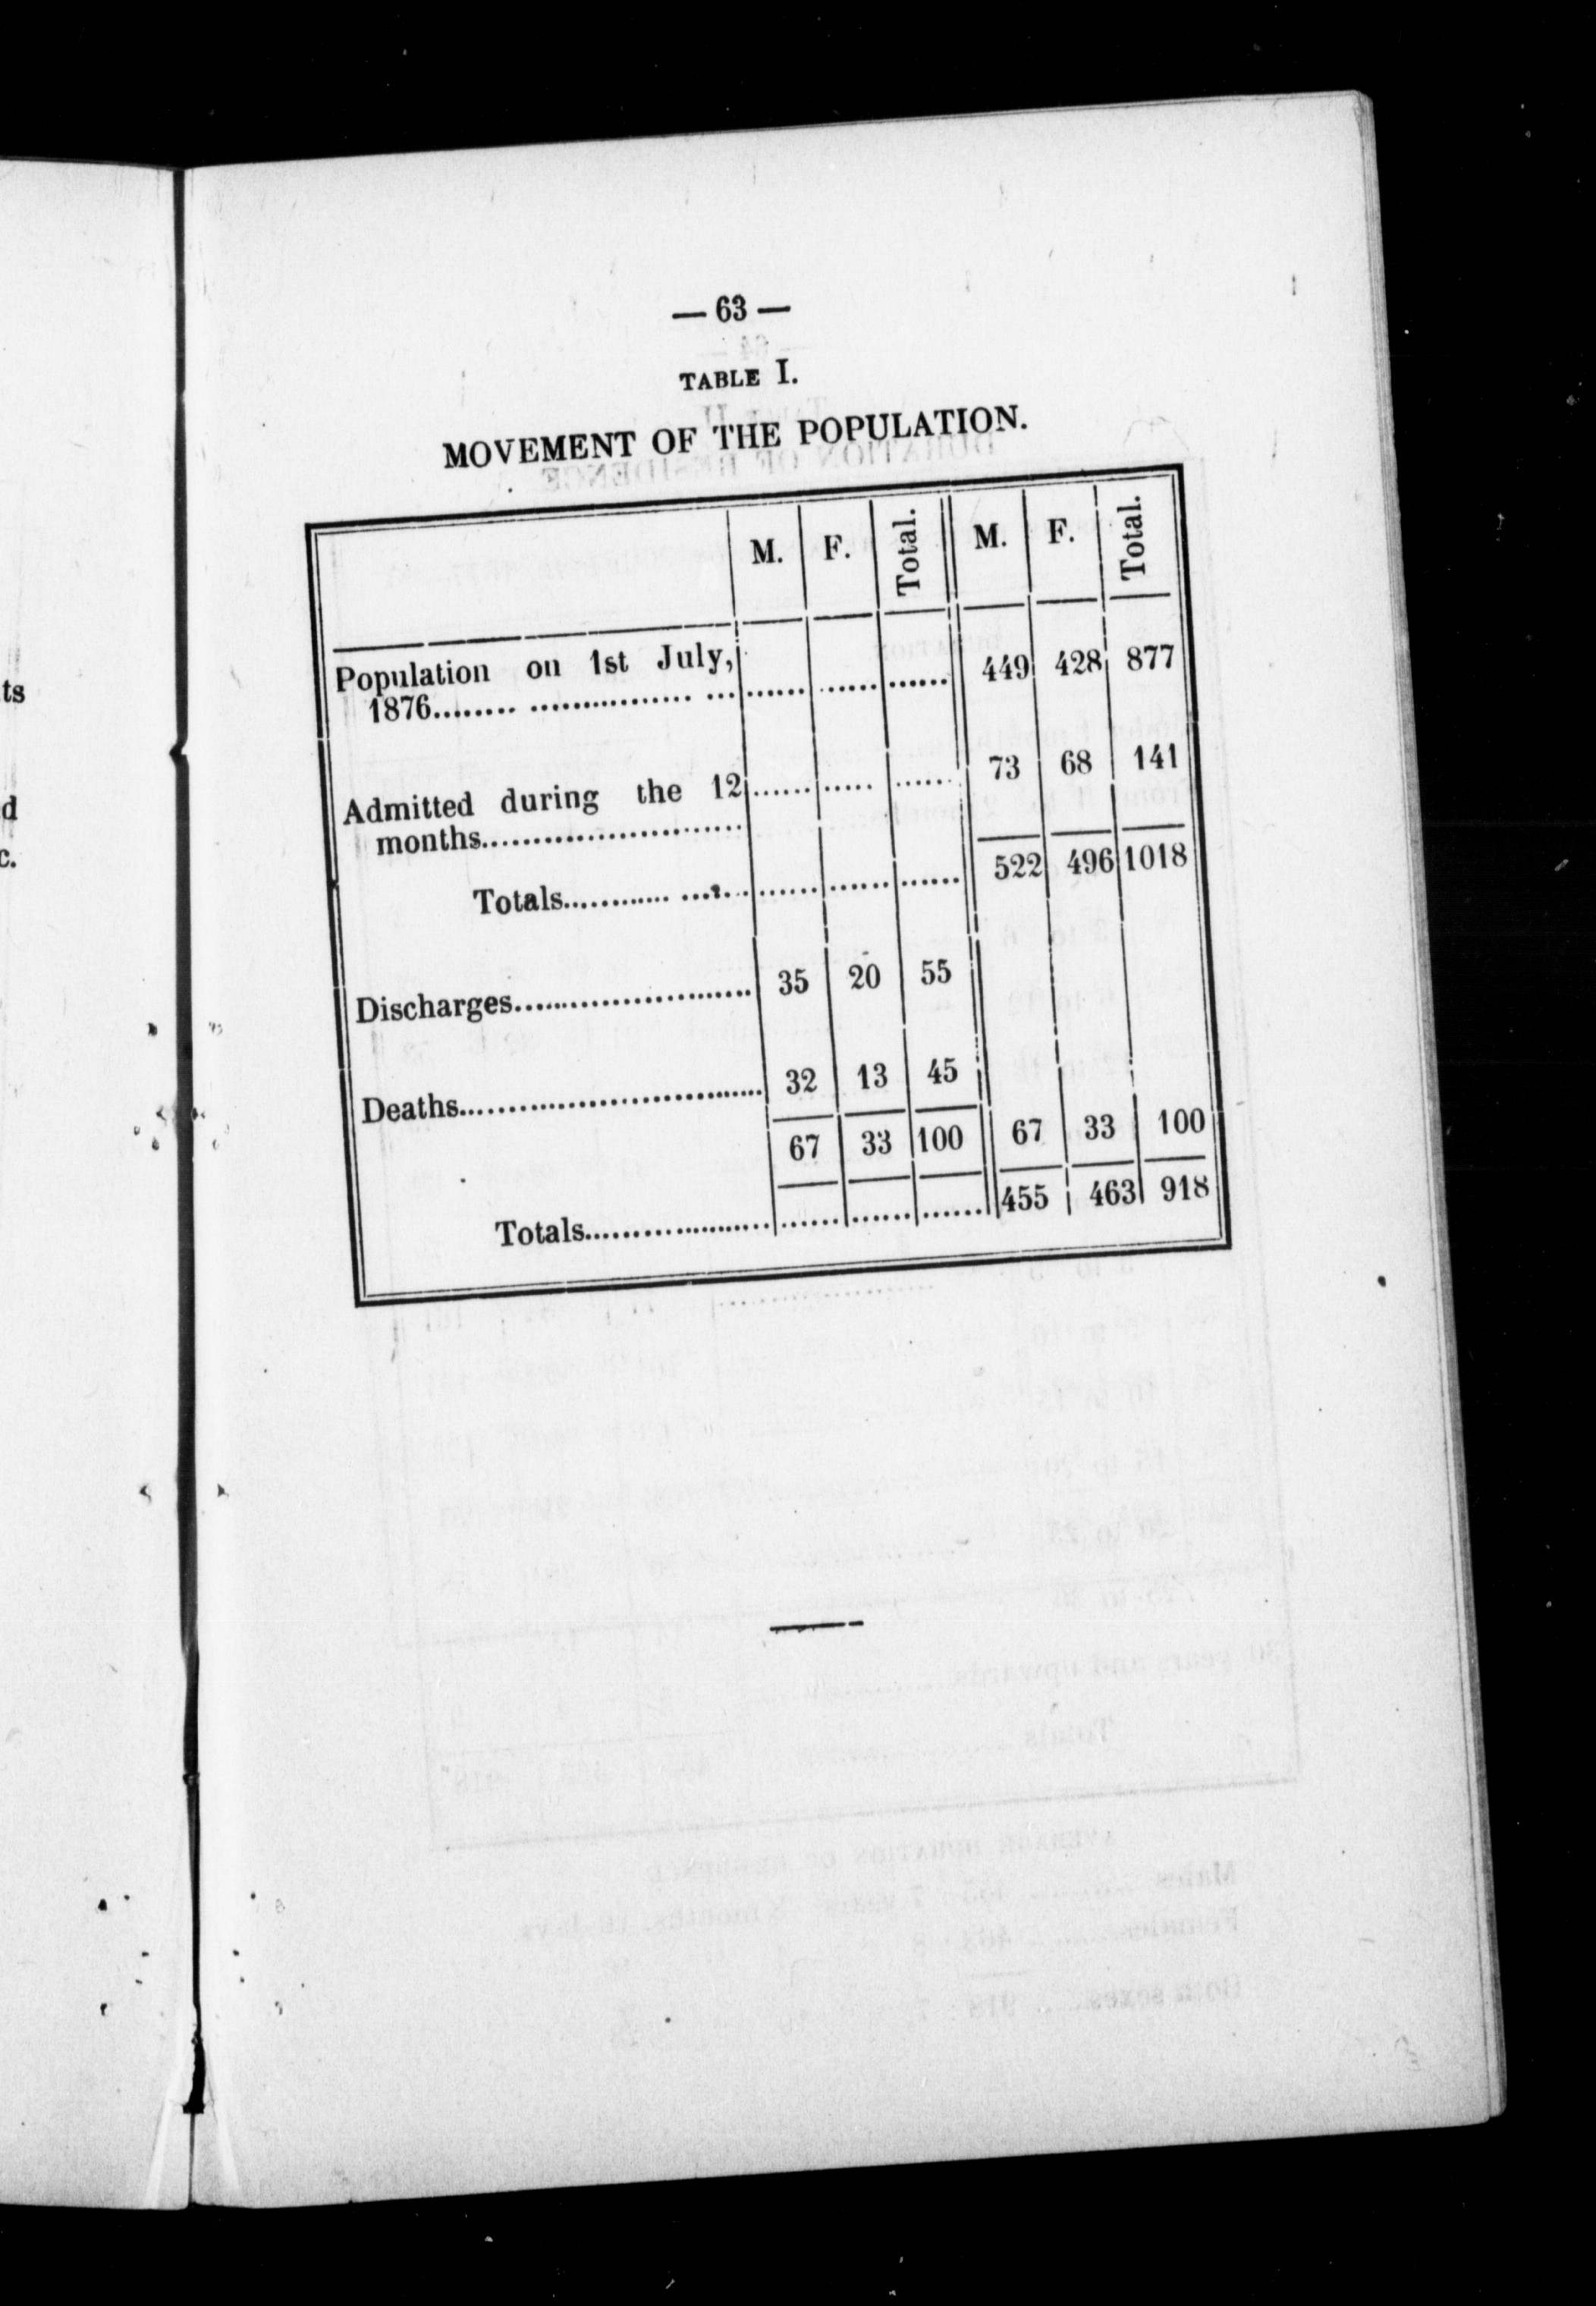 — 63 —
TABLE I.
MOVEMENT OF THE POPULATION.
M. F. Total. M. F. Total.
Population on 1st July,
1876........ ................ ... ...... ...... ...... 449 428 877
Admitted during the 12 ...... ..... ...... 73 68 141
months.........................
Totals............ ...... ...... ...... ...... 522 496 1018
Discharges........................ 35 20 55
Deaths............................... 32 13 45
67 33 100 67 33 100
Totals................... ...... ...... ...... 455 463 918
ts
d
c.